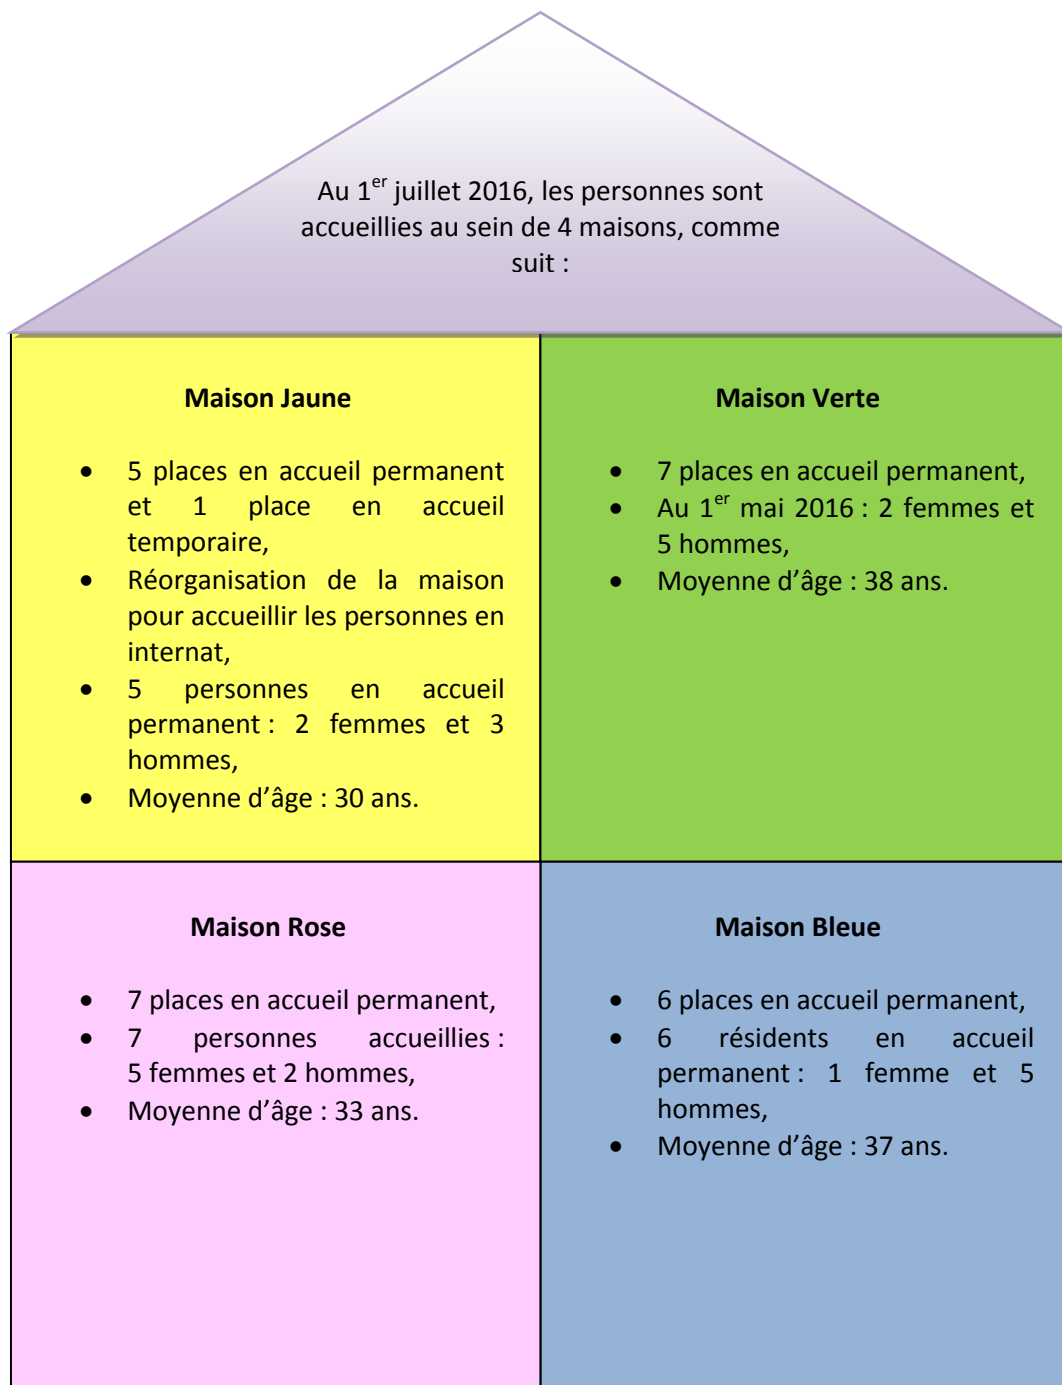 Au 1er juillet 2016, les personnes sont
accueillies au sein de 4 maisons, comme
suit :
Maison Jaune
• 5 places en accueil permanent
et 1 place en accueil
temporaire,
• Réorganisation de la maison
pour accueillir les personnes en
internat,
• 5 personnes en accueil
permanent : 2 femmes et 3
hommes,
• Moyenne d’âge : 30 ans.
Maison Verte
• 7 places en accueil permanent,
• Au 1er mai 2016 : 2 femmes et
5 hommes,
• Moyenne d’âge : 38 ans.
Maison Rose
• 7 places en accueil permanent,
• 7 personnes accueillies :
5 femmes et 2 hommes,
• Moyenne d’âge : 33 ans.
Maison Bleue
• 6 places en accueil permanent,
• 6 résidents en accueil
permanent : 1 femme et 5
hommes,
• Moyenne d’âge : 37 ans.